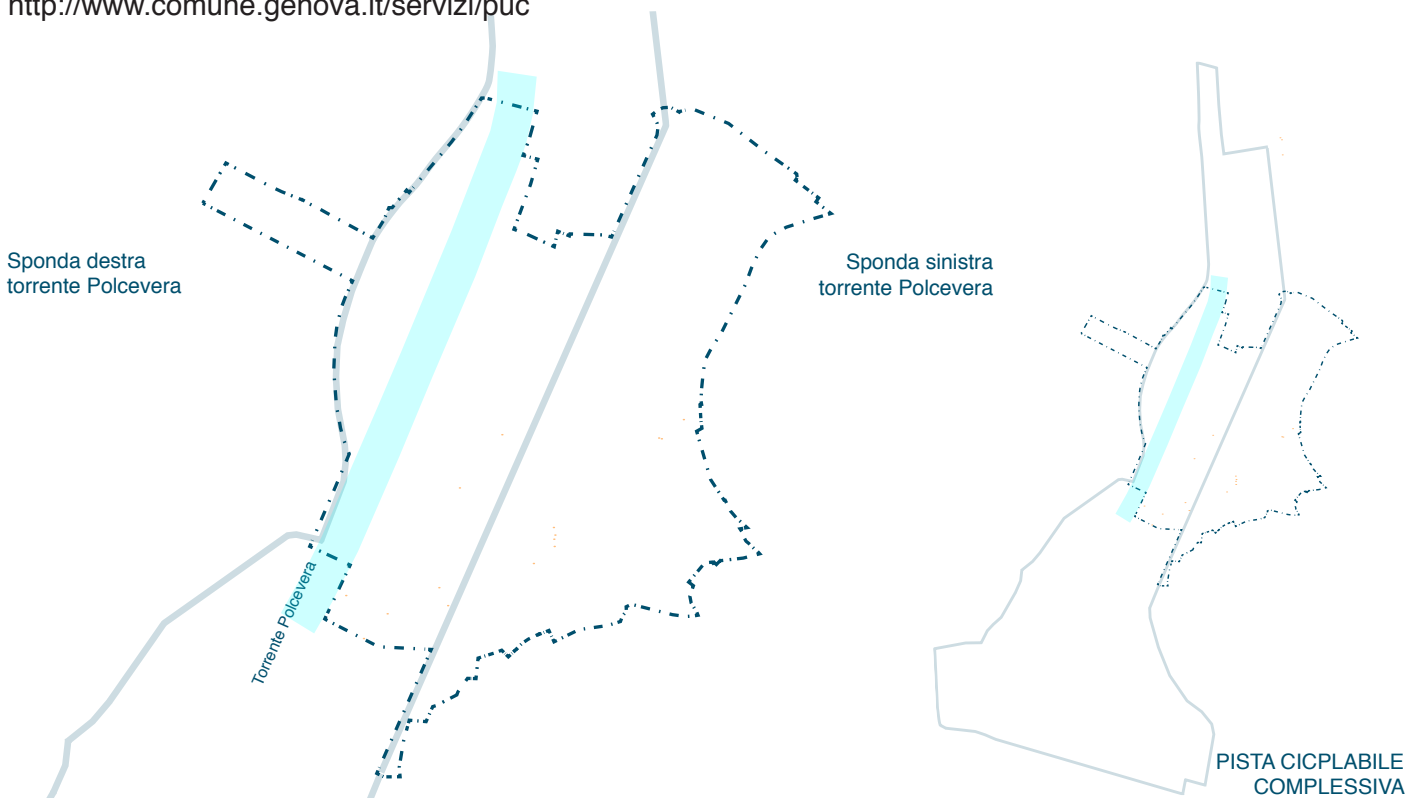 http://www.comune.genova.it/servizi/puc
Sponda destra
torrente Polcevera
Sponda sinistra
torrente Polcevera
Torrente Polcevera
PISTA CICPLABILE
COMPLESSIVA